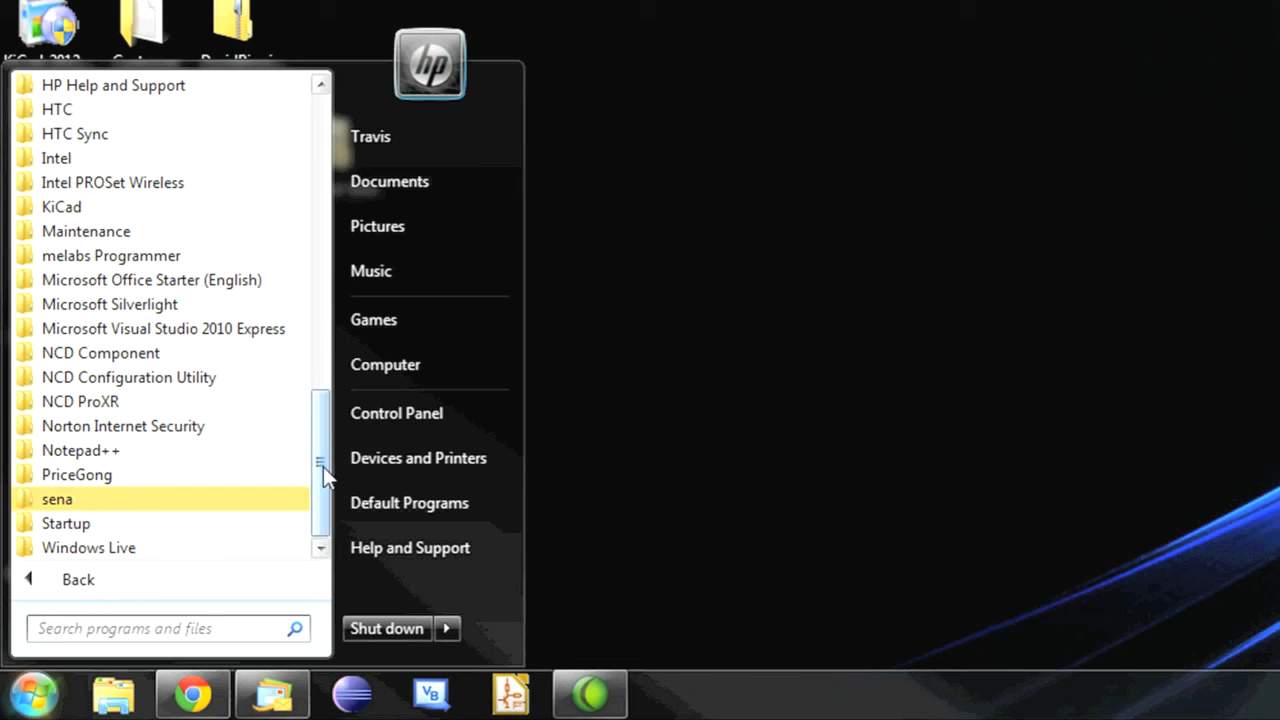 hp
HP Help and Support
HTC
HTC Sync
Intel
Intel PROSet Wireless
KiCad
Maintenance
melabs Programmer
Microsoft Office Starter (English)
Microsoft Silverlight
Microsoft Visual Studio 2010 Express
NCD Component
NCD Configuration Utility
NCD ProXR
Norton Internet Security
Notepad++
PriceGong
sena
Startup
Windows Live
Back
Search programs and files
Travis
Documents
Pictures
Music
Games
Computer
Control Panel
Devices and Printers
Default Programs
Help and Support
Shut down
VB